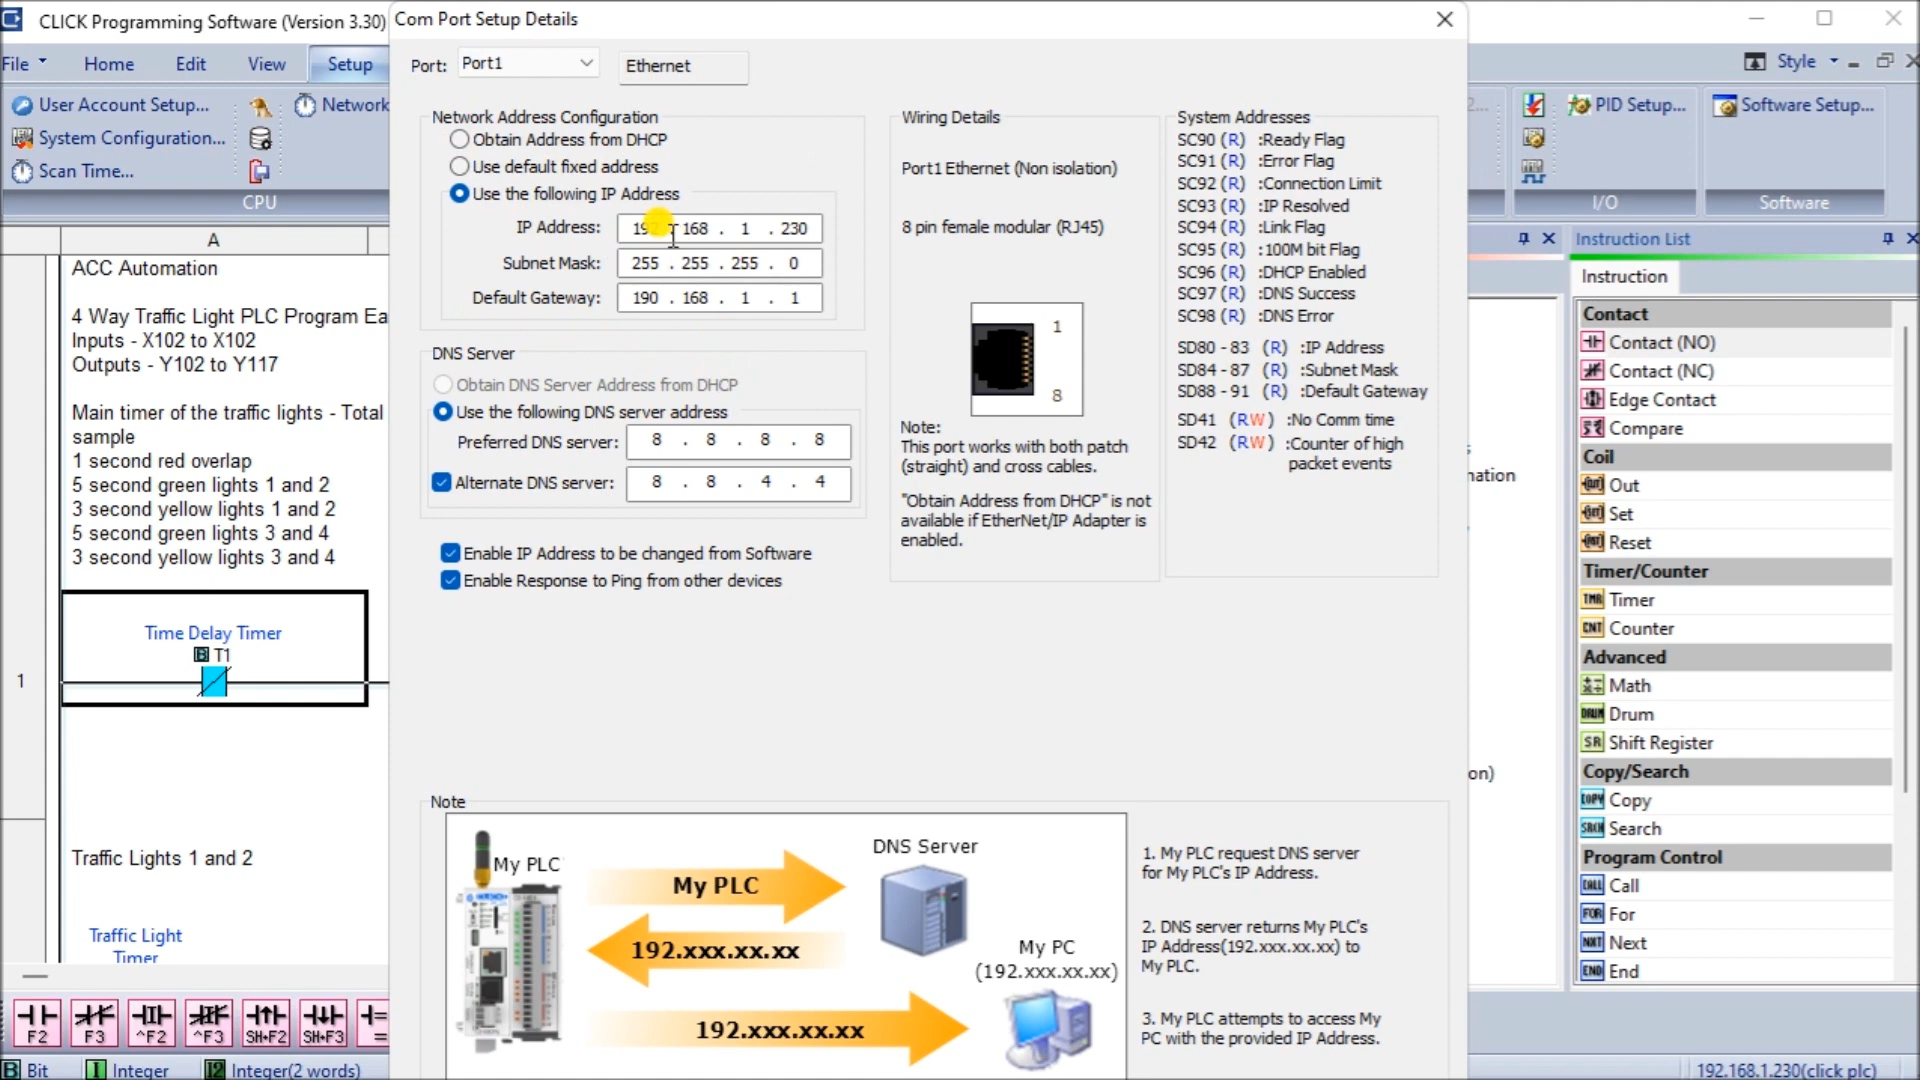 CLICK Programming Software (Version 3.30)
Com Port Setup Details
File
Home
Edit
View
Setup
Style
User Account Setup...
Network
System Configuration...
Scan Time...
CPU
PID Setup...
Software Setup...
I/O
Software
Port:
Port1
Ethernet
Network Address Configuration
Obtain Address from DHCP
Use default fixed address
Use the following IP Address
IP Address:
192 . 168 . 1 . 230
Subnet Mask:
255 . 255 . 255 . 0
Default Gateway:
190 . 168 . 1 . 1
DNS Server
Obtain DNS Server Address from DHCP
Use the following DNS server address
Preferred DNS server:
8 . 8 . 8 . 8
Alternate DNS server:
8 . 8 . 4 . 4
Enable IP Address to be changed from Software
Enable Response to Ping from other devices
Wiring Details
Port1 Ethernet (Non isolation)
8 pin female modular (RJ45)
1
8
Note:
This port works with both patch
(straight) and cross cables.
"Obtain Address from DHCP" is not
available if EtherNet/IP Adapter is
enabled.
System Addresses
SC90 (R) :Ready Flag
SC91 (R) :Error Flag
SC92 (R) :Connection Limit
SC93 (R) :IP Resolved
SC94 (R) :Link Flag
SC95 (R) :100M bit Flag
SC96 (R) :DHCP Enabled
SC97 (R) :DNS Success
SC98 (R) :DNS Error
SD80 - 83 (R) :IP Address
SD84 - 87 (R) :Subnet Mask
SD88 - 91 (R) :Default Gateway
SD41 (RW) :No Comm time
SD42 (RW) :Counter of high
packet events
Note
My PLC
My PLC
192.xxx.xx.xx
192.xxx.xx.xx
DNS Server
My PC
(192.xxx.xx.xx)
1. My PLC request DNS server
for My PLC's IP Address.
2. DNS server returns My PLC's
IP Address(192.xxx.xx.xx) to
My PLC.
3. My PLC attempts to access My
PC with the provided IP Address.
A
ACC Automation
4 Way Traffic Light PLC Program Ea
Inputs - X102 to X102
Outputs - Y102 to Y117
Main timer of the traffic lights - Total
sample
1 second red overlap
5 second green lights 1 and 2
3 second yellow lights 1 and 2
5 second green lights 3 and 4
3 second yellow lights 3 and 4
Time Delay Timer
T1
1
Traffic Lights 1 and 2
Traffic Light
Timer
mation
on)
Instruction List
Instruction
Contact
Contact (NO)
Contact (NC)
Edge Contact
Compare
Coil
Out
Set
Reset
Timer/Counter
TMR Timer
CNT Counter
Advanced
Math
DRUM Drum
SR Shift Register
Copy/Search
COPY Copy
SRCH Search
Program Control
CALL Call
FOR For
NXT Next
END End
F2
F3
^F2
^F3
SH+F2
SH+F3
B Bit
I Integer
I2 Integer(2 words)
192.168.1.230(click plc)